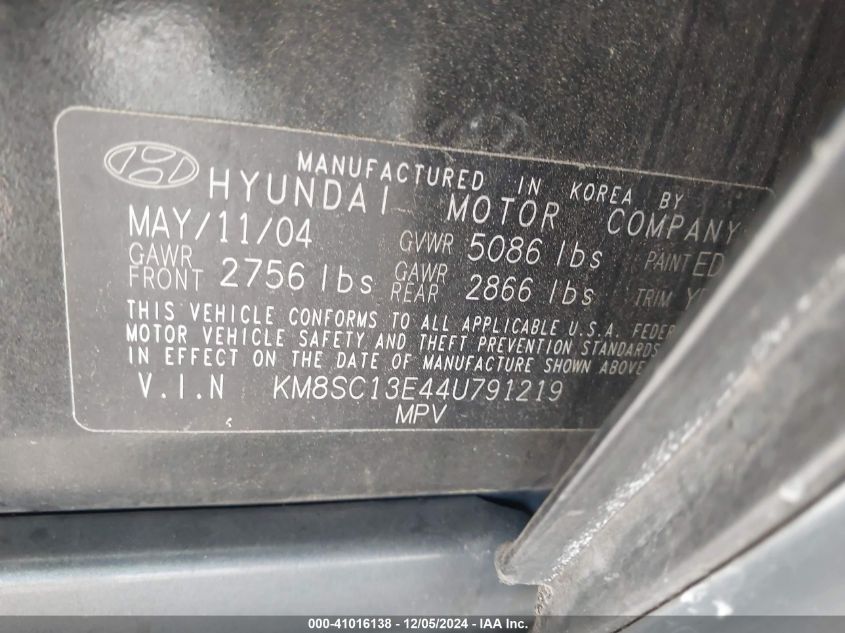 MANUFACTURED IN KOREA BY
HYUNDAI MOTOR COMPANY
MAY/11/04 GVWR 5086 lbs PAINT ED
GAWR FRONT 2756 lbs GAWR REAR 2866 lbs TRIM
THIS VEHICLE CONFORMS TO ALL APPLICABLE U.S.A. FEDER
MOTOR VEHICLE SAFETY AND THEFT PREVENTION STANDARDS
IN EFFECT ON THE DATE OF MANUFACTURE SHOWN ABOVE
V.I.N KM8SC13E44U791219
MPV
000-41016138 - 12/05/2024 - IAA Inc.